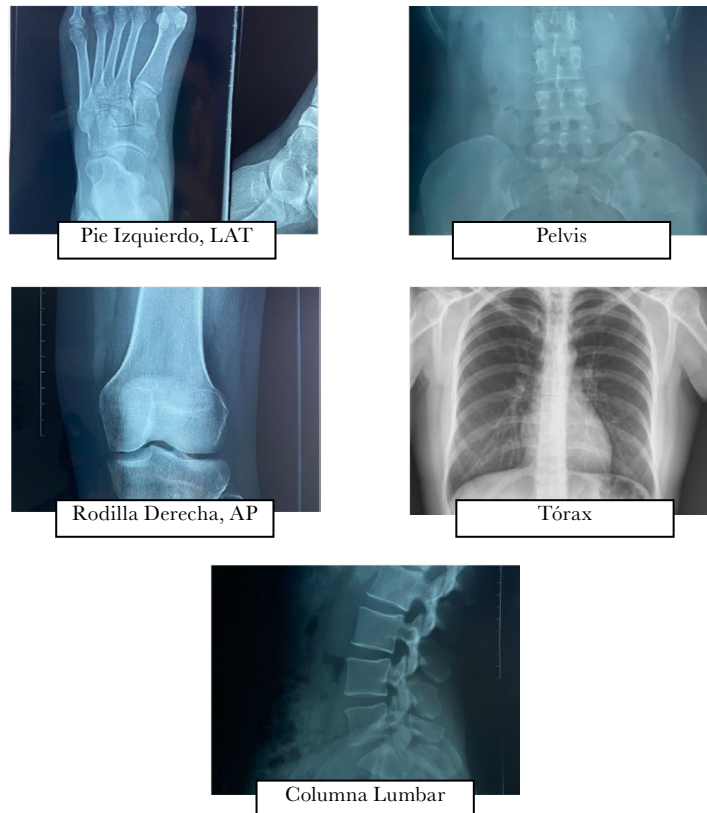 Pie Izquierdo, LAT
Pelvis
Rodilla Derecha, AP
Tórax
Columna Lumbar